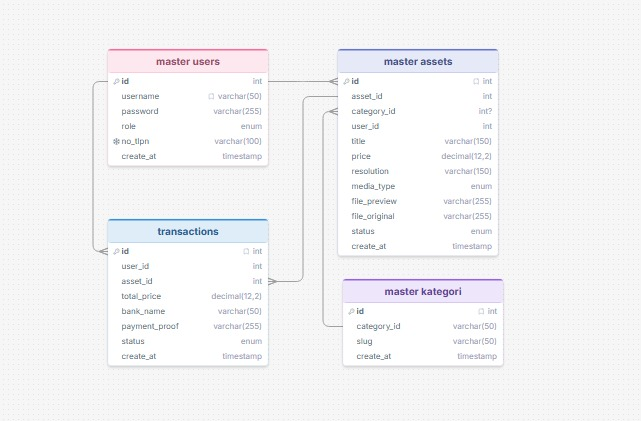 master users
id int
username varchar(50)
password varchar(255)
role enum
no_tlpn varchar(100)
create_at timestamp
master assets
id int
asset_id int
category_id int?
user_id int
title varchar(150)
price decimal(12,2)
resolution varchar(150)
media_type enum
file_preview varchar(255)
file_original varchar(255)
status enum
create_at timestamp
transactions
id int
user_id int
asset_id int
total_price decimal(12,2)
bank_name varchar(50)
payment_proof varchar(255)
status enum
create_at timestamp
master kategori
id int
category_id varchar(50)
slug varchar(50)
create_at timestamp